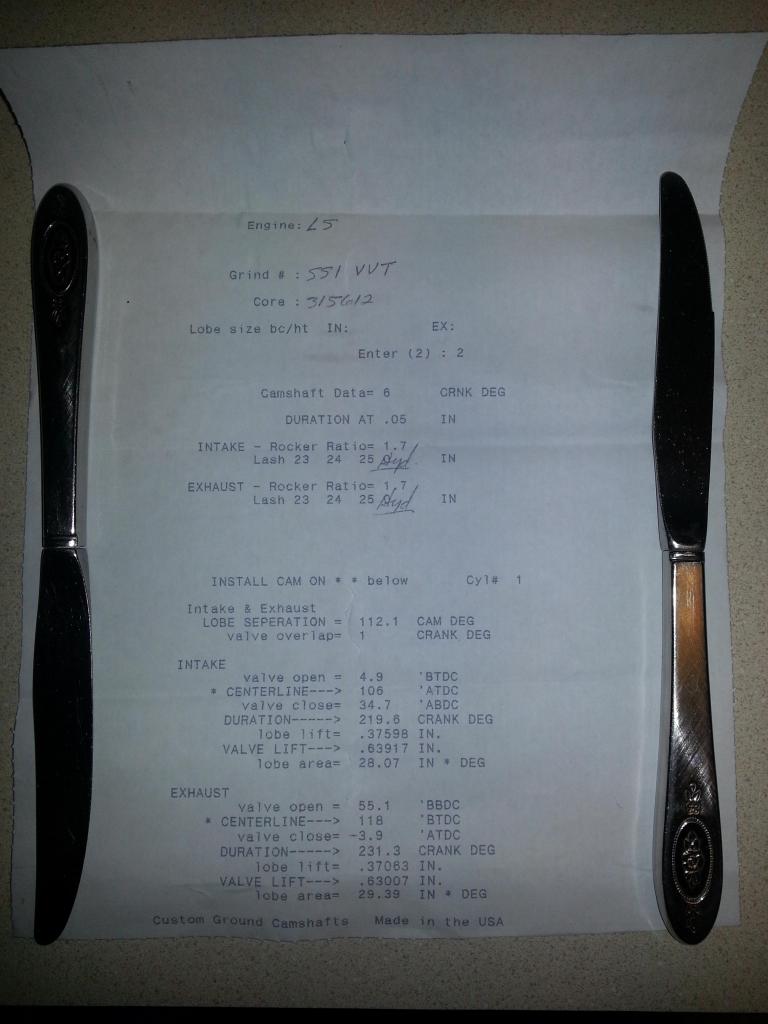 Engine: L5
Grind # : 551 VVT
Core : 315612
Lobe size bc/ht IN: EX:
Enter (2) : 2
Camshaft Data= 6 CRNK DEG
DURATION AT .05 IN
INTAKE - Rocker Ratio= 1.7
Lash 23 24 25 Hyd. IN
EXHAUST - Rocker Ratio= 1.7
Lash 23 24 25 Hyd IN
INSTALL CAM ON * * below Cyl# 1
Intake & Exhaust
LOBE SEPERATION = 112.1 CAM DEG
valve overlap= 1 CRANK DEG
INTAKE
valve open = 4.9 'BTDC
* CENTERLINE---> 106 'ATDC
valve close= 34.7 'ABDC
DURATION-----> 219.6 CRANK DEG
lobe lift= .37598 IN.
VALVE LIFT---> .63917 IN.
lobe area= 28.07 IN * DEG
EXHAUST
valve open = 55.1 'BBDC
* CENTERLINE---> 118 'BTDC
valve close= -3.9 'ATDC
DURATION-----> 231.3 CRANK DEG
lobe lift= .37063 IN.
VALVE LIFT---> .63007 IN.
lobe area= 29.39 IN * DEG
Custom Ground Camshafts Made in the USA